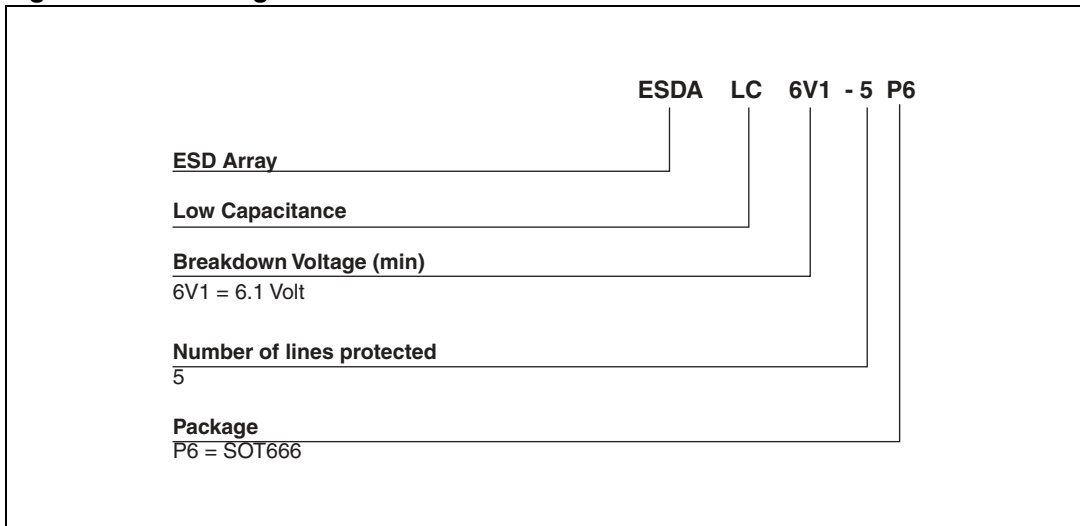 ESDA LC 6V1 - 5 P6
ESD Array
Low Capacitance
Breakdown Voltage (min)
6V1 = 6.1 Volt
Number of lines protected
5
Package
P6 = SOT666